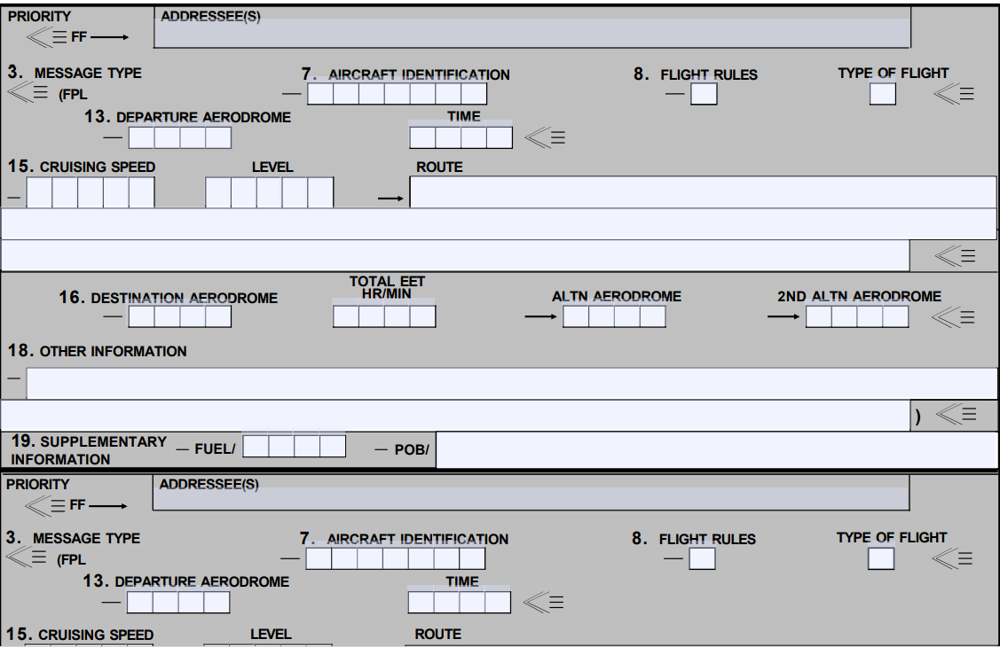 PRIORITY ADDRESSEE(S)
FF
3. MESSAGE TYPE 7. AIRCRAFT IDENTIFICATION 8. FLIGHT RULES TYPE OF FLIGHT
(FPL
13. DEPARTURE AERODROME TIME
15. CRUISING SPEED LEVEL ROUTE
TOTAL EET
16. DESTINATION AERODROME HR/MIN ALTN AERODROME 2ND ALTN AERODROME
18. OTHER INFORMATION
)
19. SUPPLEMENTARY INFORMATION — FUEL/ — POB/
PRIORITY ADDRESSEE(S)
FF
3. MESSAGE TYPE 7. AIRCRAFT IDENTIFICATION 8. FLIGHT RULES TYPE OF FLIGHT
(FPL
13. DEPARTURE AERODROME TIME
15. CRUISING SPEED LEVEL ROUTE